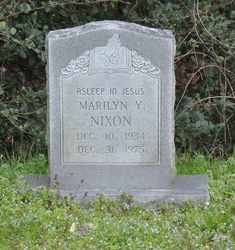 ASLEEP IN JESUS
MARILYN Y.
NIXON
DEC. 10, 1934
DEC. 31, 1975